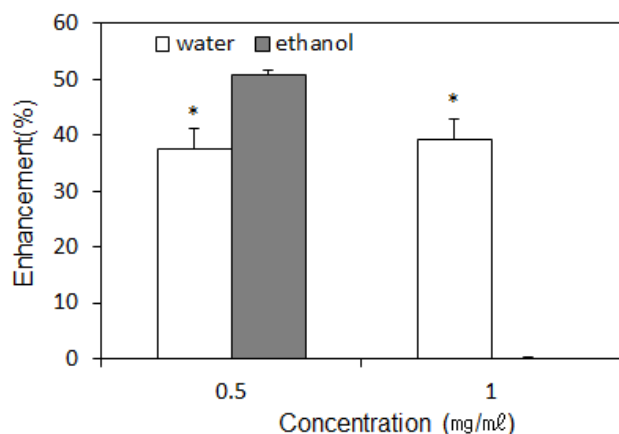 60
water
ethanol
50
*
*
40
30
20
10
0
Enhancement(%)
0.5
1
Concentration (㎎/㎖)